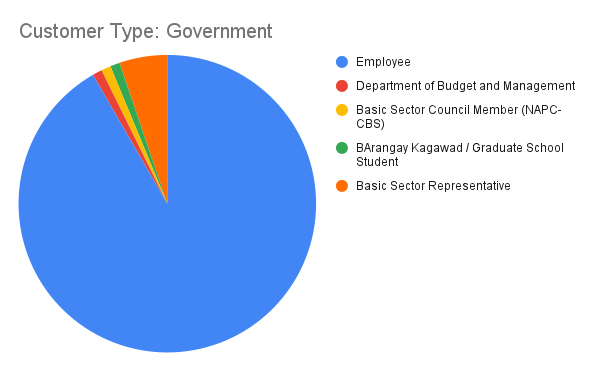 Customer Type: Government
Employee
Department of Budget and Management
Basic Sector Council Member (NAPC-
CBS)
BArangay Kagawad / Graduate School
Student
Basic Sector Representative